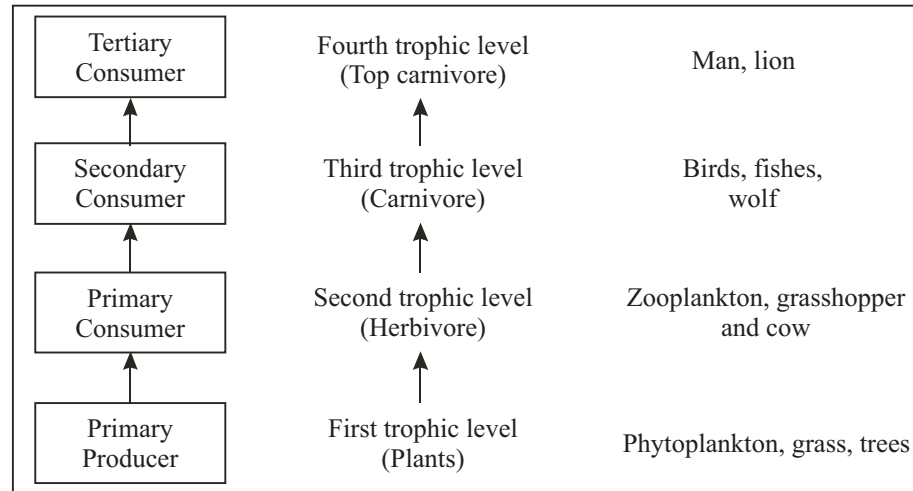 Tertiary
Consumer
Fourth trophic level
(Top carnivore)
Man, lion
Secondary
Consumer
Third trophic level
(Carnivore)
Birds, fishes,
wolf
Primary
Consumer
Second trophic level
(Herbivore)
Zooplankton, grasshopper
and cow
Primary
Producer
First trophic level
(Plants)
Phytoplankton, grass, trees